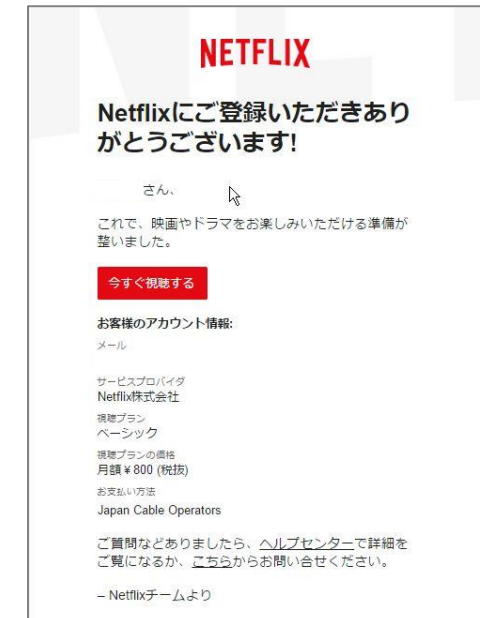 NETFLIX
Netflixにご登録いただきあり
がとうございます!
さん、
これで、映画やドラマをお楽しみいただける準備が
整いました。
今すぐ視聴する
お客様のアカウント情報:
メール
サービスプロバイダ
Netflix株式会社
視聴プラン
ベーシック
視聴プランの価格
月額¥800 (税抜)
お支払い方法
Japan Cable Operators
ご質問などありましたら、ヘルプセンターで詳細を
ご覧になるか、こちらからお問い合せください。
– Netflixチームより